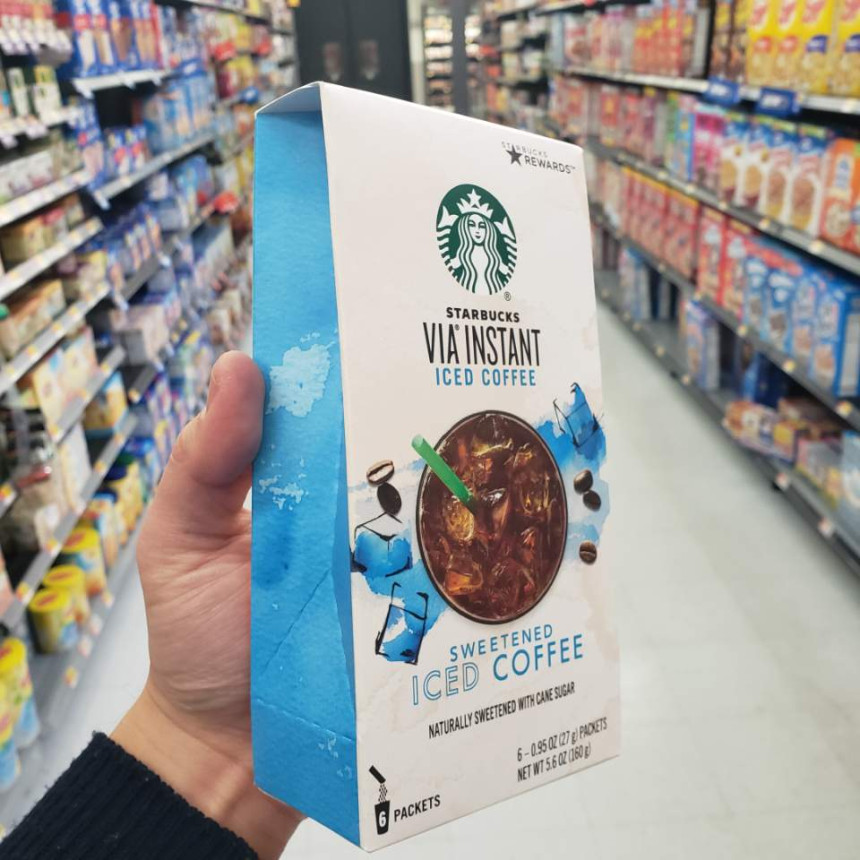 STARBUCKS
REWARDS™
®
STARBUCKS
VIA® INSTANT
ICED COFFEE
SWEETENED
ICED COFFEE
NATURALLY SWEETENED WITH CANE SUGAR
6 – 0.95 OZ (27 g) PACKETS
NET WT 5.6 OZ (160 g)
6 PACKETS